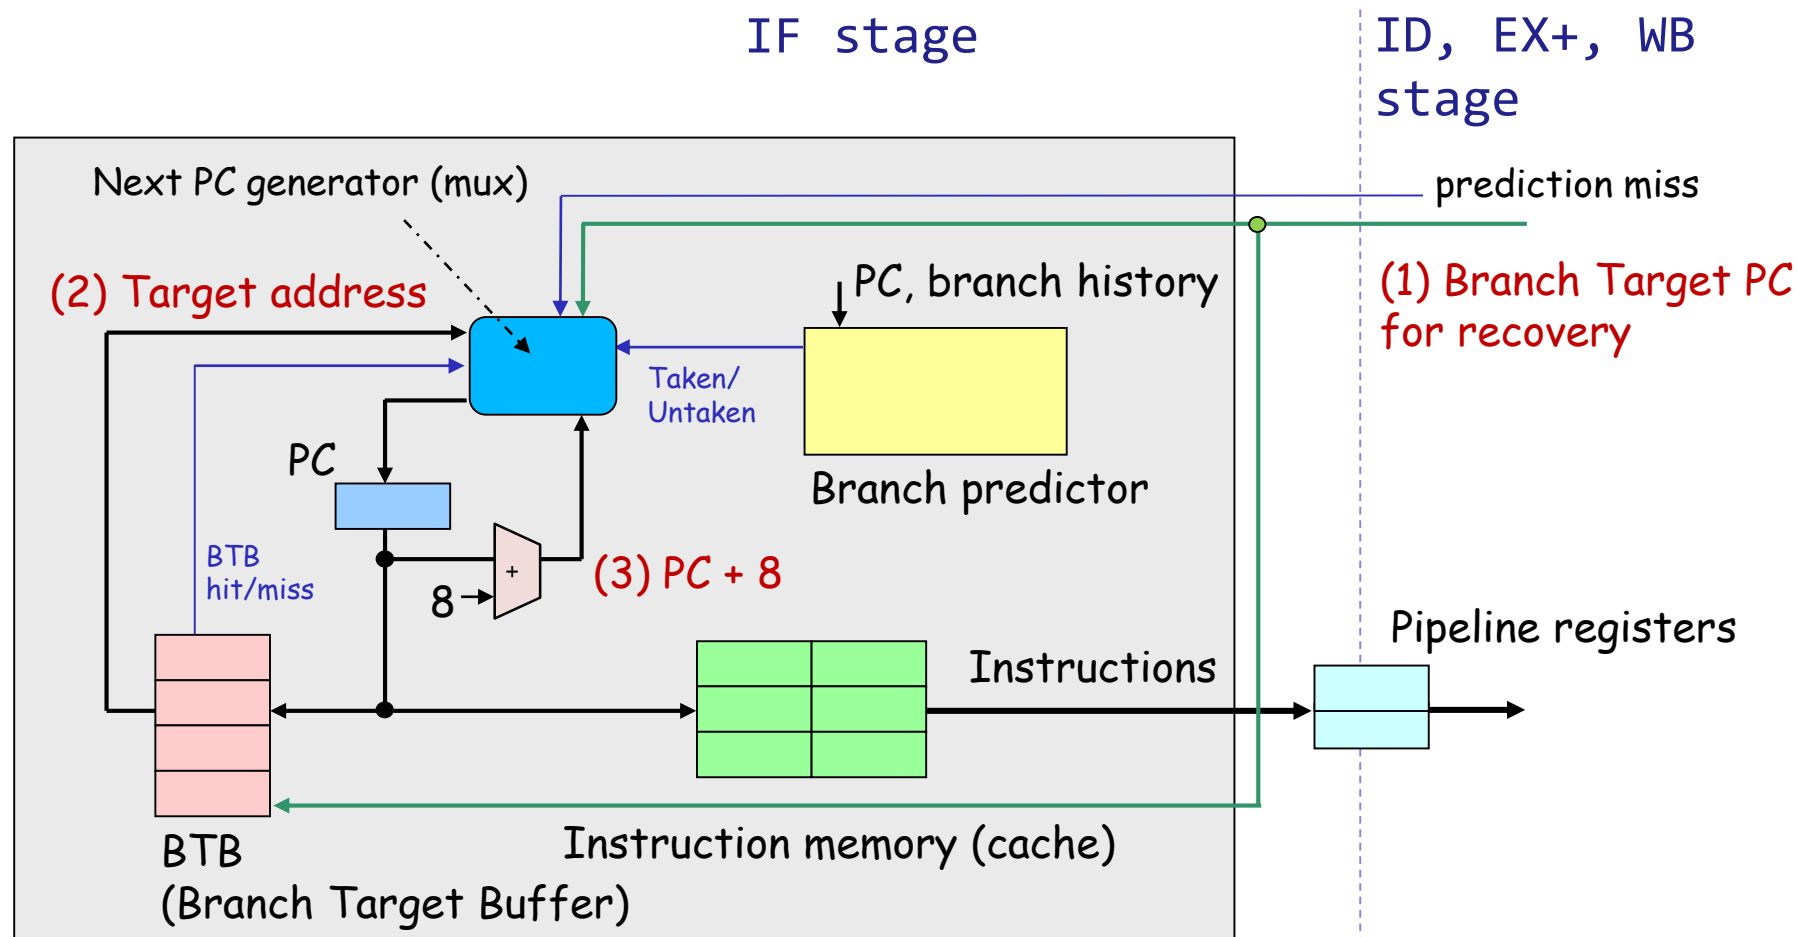 IF stage
ID, EX+, WB
stage
Next PC generator (mux)
prediction miss
(2) Target address
PC, branch history
(1) Branch Target PC
for recovery
Taken/
Untaken
PC
Branch predictor
BTB
hit/miss
+
8
(3) PC + 8
Pipeline registers
Instructions
Instruction memory (cache)
BTB
(Branch Target Buffer)